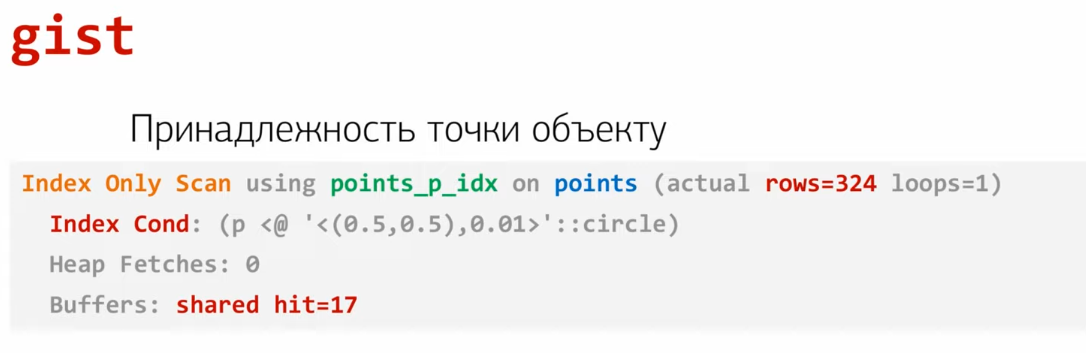 gist
Принадлежность точки объекту
Index Only Scan using points_p_idx on points (actual rows=324 loops=1)
Index Cond: (p <@ '<(0.5,0.5),0.01>'::circle)
Heap Fetches: 0
Buffers: shared hit=17